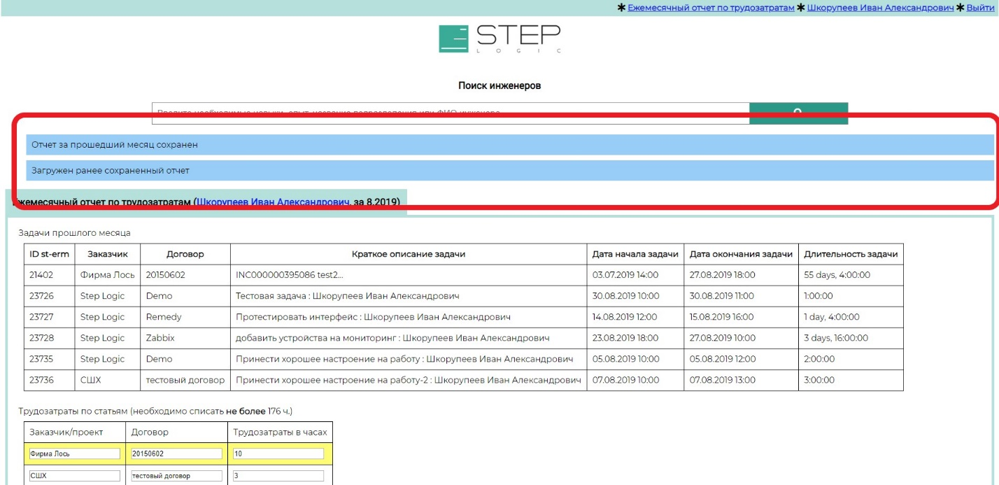 ✱ Ежемесячный отчет по трудозатратам ✱ Шкорупеев Иван Александрович ✱ Выйти
STEP
LOGIC
Поиск инженеров
Введите необходимые навыки, опыт, название подразделения или ФИО инженера
Отчет за прошедший месяц сохранен
Загружен ранее сохраненный отчет
Ежемесячный отчет по трудозатратам (Шкорупеев Иван Александрович, за 8.2019)
Задачи прошлого месяца
ID st-erm Заказчик Договор Краткое описание задачи Дата начала задачи Дата окончания задачи Длительность задачи
21402 Фирма Лось 20150602 INC000000395086 test2... 03.07.2019 14:00 27.08.2019 18:00 55 days, 4:00:00
23726 Step Logic Demo Тестовая задача : Шкорупеев Иван Александрович 30.08.2019 10:00 30.08.2019 11:00 1:00:00
23727 Step Logic Remedy Протестировать интерфейс : Шкорупеев Иван Александрович 14.08.2019 12:00 15.08.2019 16:00 1 day, 4:00:00
23728 Step Logic Zabbix добавить устройства на мониторинг : Шкорупеев Иван Александрович 23.08.2019 18:00 27.08.2019 10:00 3 days, 16:00:00
23735 Step Logic Demo Принести хорошее настроение на работу : Шкорупеев Иван Александрович 05.08.2019 10:00 05.08.2019 12:00 2:00:00
23736 СШХ тестовый договор Принести хорошее настроение на работу-2 : Шкорупеев Иван Александрович 07.08.2019 10:00 07.08.2019 13:00 3:00:00
Трудозатраты по статьям (необходимо списать не более 176 ч.)
Заказчик/проект Договор Трудозатраты в часах
Фирма Лось 20150602 10
СШХ тестовый договор 3